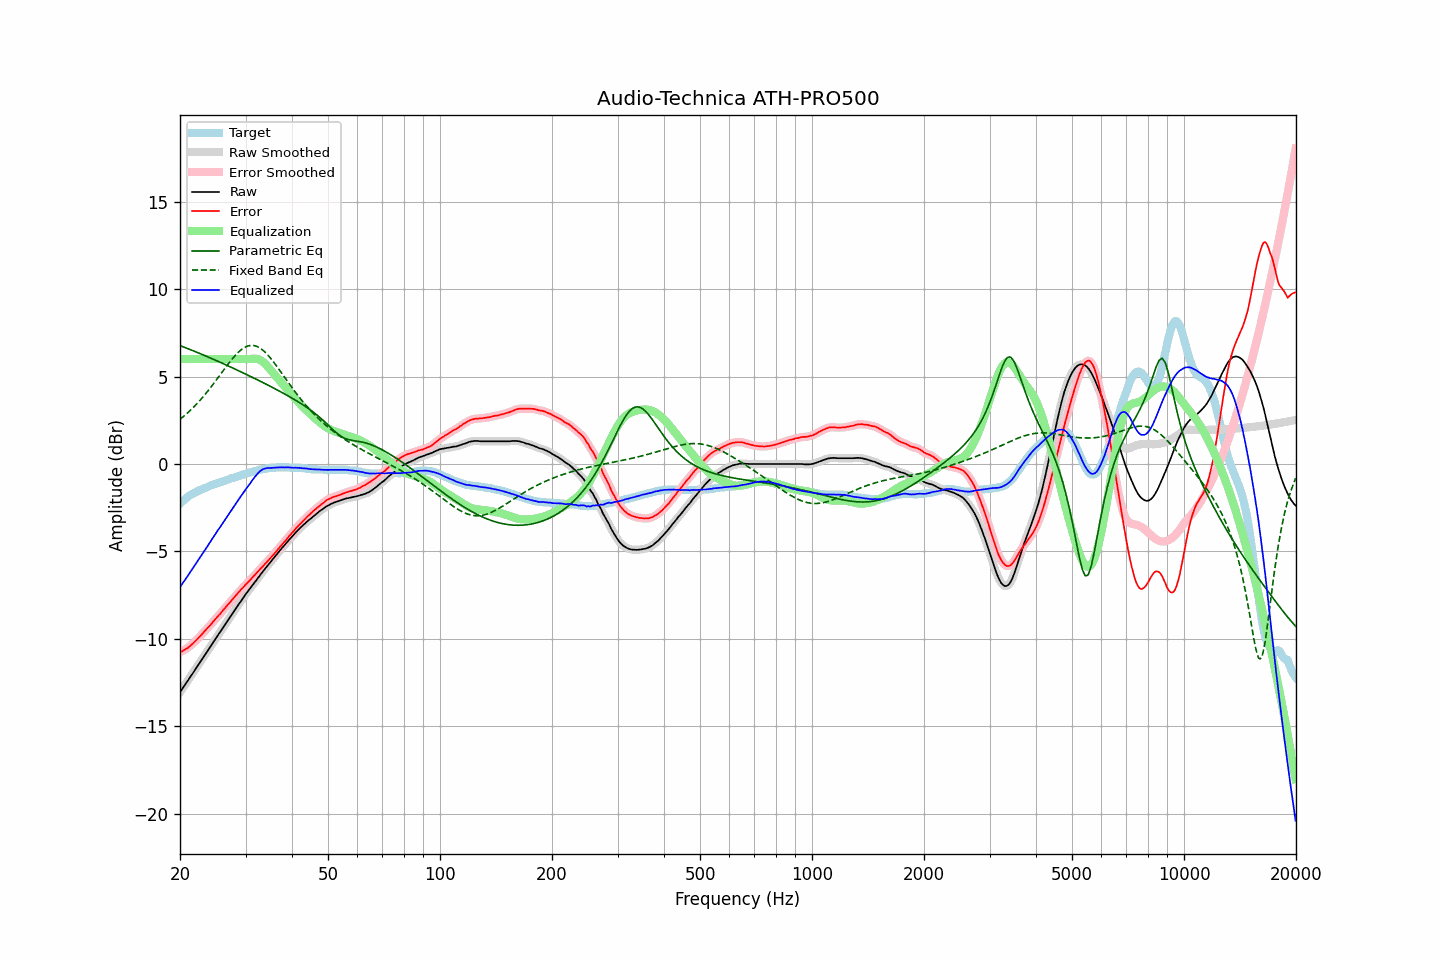 Audio-Technica ATH-PRO500
Target
Raw Smoothed
Error Smoothed
Raw
Error
Equalization
Parametric Eq
Fixed Band Eq
Equalized
15
10
5
0
−5
−10
−15
−20
Amplitude (dBr)
20
50
100
200
500
1000
2000
5000
10000
20000
Frequency (Hz)